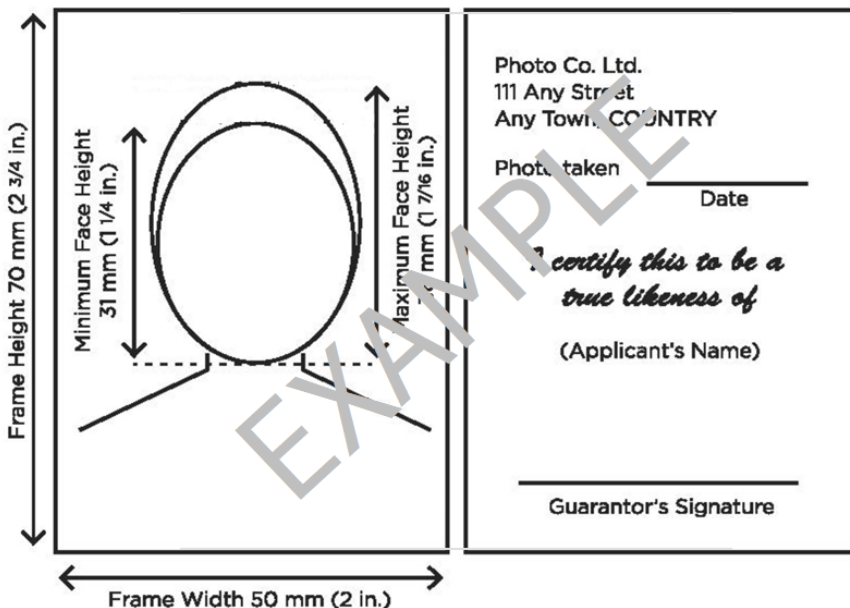 Frame Height 70 mm (2 3/4 in.)
Minimum Face Height
31 mm (1 1/4 in.)
Maximum Face Height
mm (1 7/16 in.)
Frame Width 50 mm (2 in.)
Photo Co. Ltd.
111 Any Street
Any Town, COUNTRY
Photo taken
Date
I certify this to be a
true likeness of
(Applicant's Name)
Guarantor's Signature
EXAMPLE